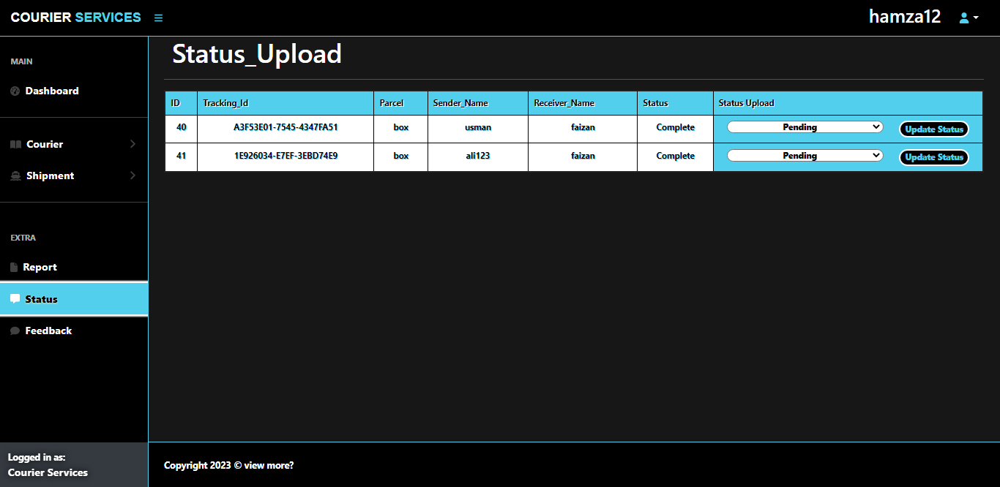 COURIER SERVICES
hamza12
MAIN
Dashboard
Courier
Shipment
EXTRA
Report
Status
Feedback
Logged in as:
Courier Services
Status_Upload
ID Tracking_Id Parcel Sender_Name Receiver_Name Status Status Upload
40 A3F53E01-7545-4347FA51 box usman faizan Complete Pending Update Status
41 1E926034-E7EF-3EBD74E9 box ali123 faizan Complete Pending Update Status
Copyright 2023 © view more?